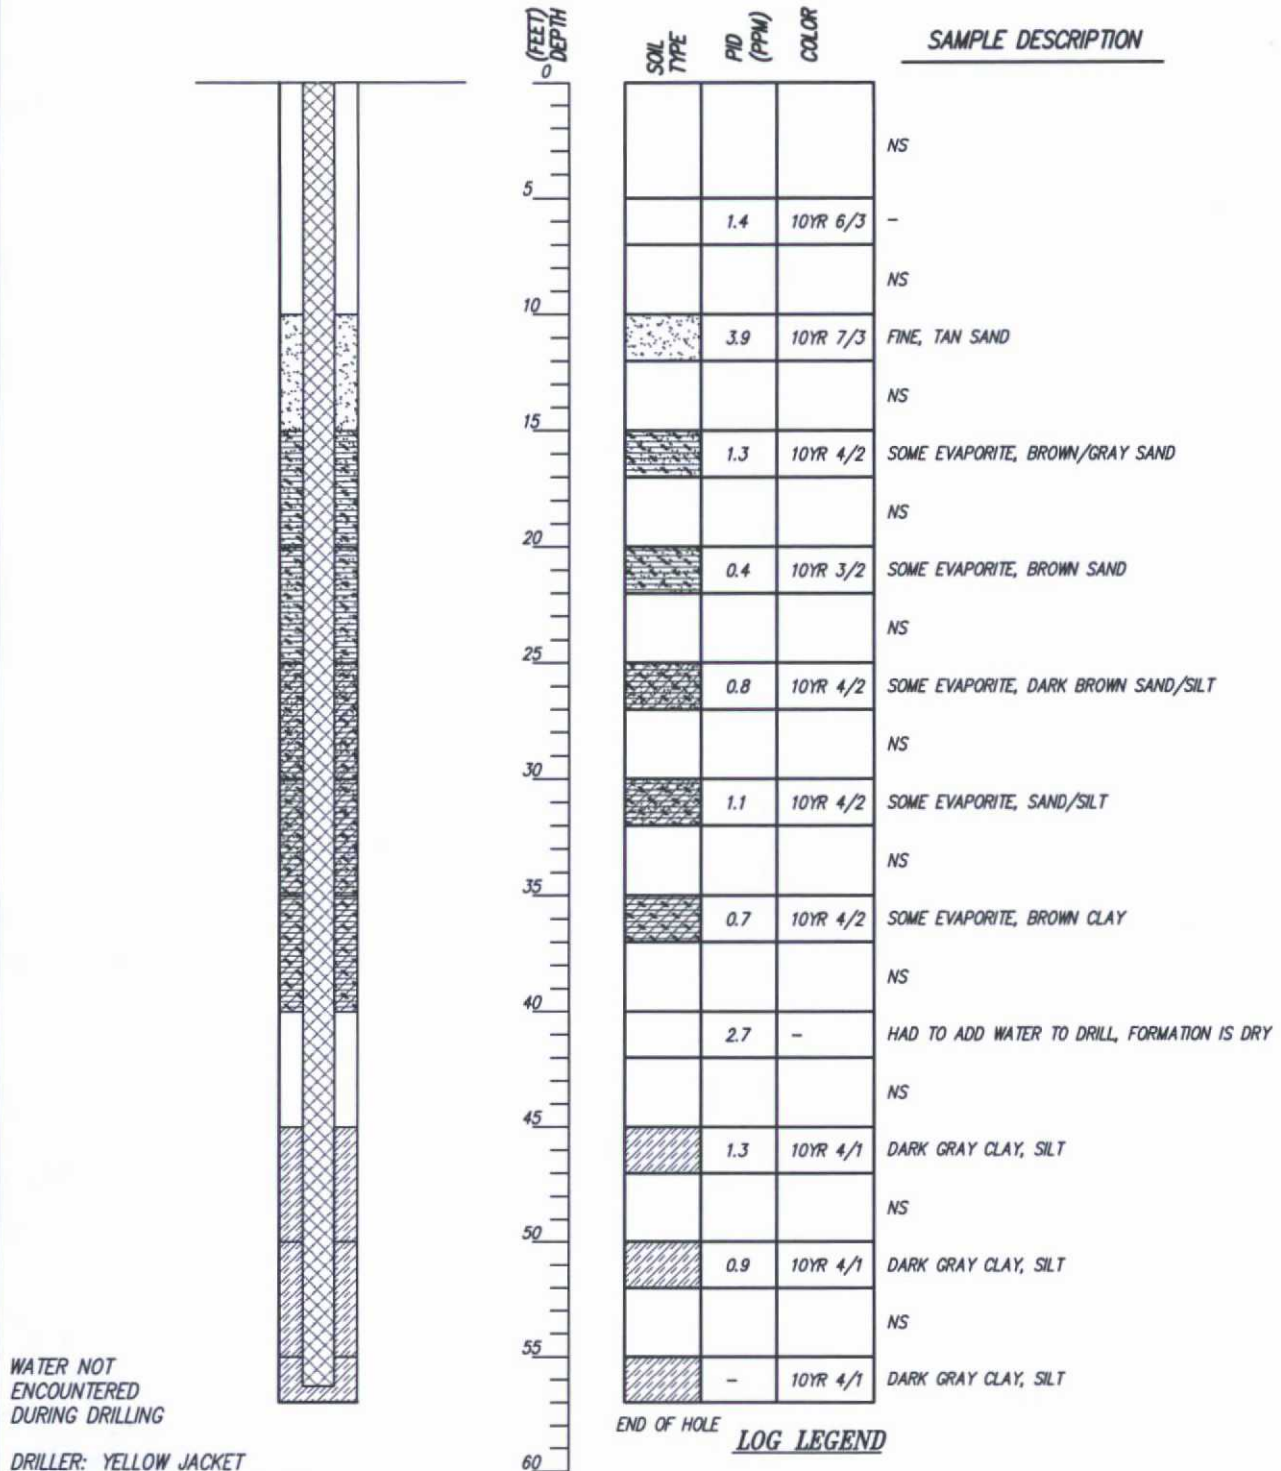 (FEET)
DEPTH
SOIL
TYPE
PID
(PPM)
COLOR
SAMPLE DESCRIPTION
0
NS
5
1.4 10YR 6/3 -
NS
10
3.9 10YR 7/3 FINE, TAN SAND
NS
15
1.3 10YR 4/2 SOME EVAPORITE, BROWN/GRAY SAND
NS
20
0.4 10YR 3/2 SOME EVAPORITE, BROWN SAND
NS
25
0.8 10YR 4/2 SOME EVAPORITE, DARK BROWN SAND/SILT
NS
30
1.1 10YR 4/2 SOME EVAPORITE, SAND/SILT
NS
35
0.7 10YR 4/2 SOME EVAPORITE, BROWN CLAY
NS
40
2.7 - HAD TO ADD WATER TO DRILL, FORMATION IS DRY
NS
45
1.3 10YR 4/1 DARK GRAY CLAY, SILT
NS
50
0.9 10YR 4/1 DARK GRAY CLAY, SILT
NS
55
- 10YR 4/1 DARK GRAY CLAY, SILT
WATER NOT
ENCOUNTERED
DURING DRILLING
END OF HOLE
LOG LEGEND
DRILLER: YELLOW JACKET
60